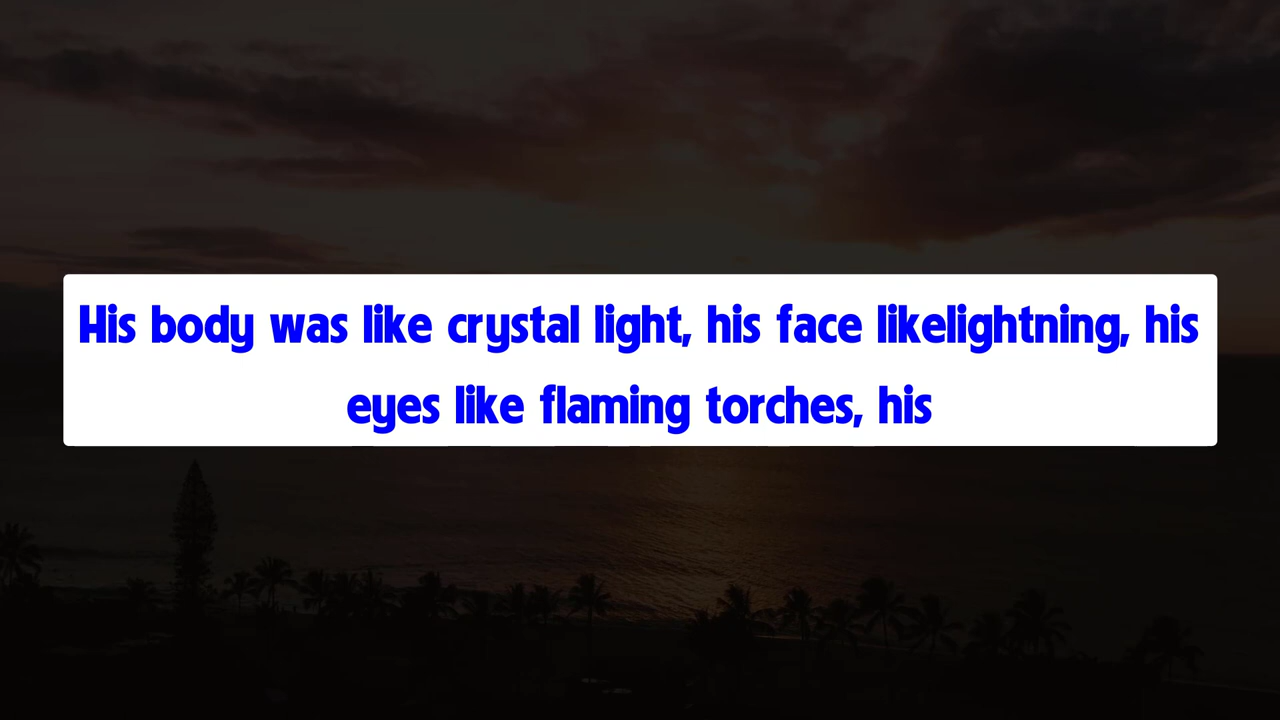 His body was like crystal light, his face likelightning, his
eyes like flaming torches, his